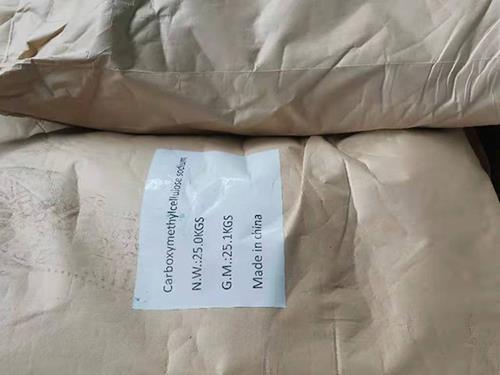 Carboxymethylcellulose sodium
N.W.:25.0KGS
G.M.:25.1KGS
Made in china